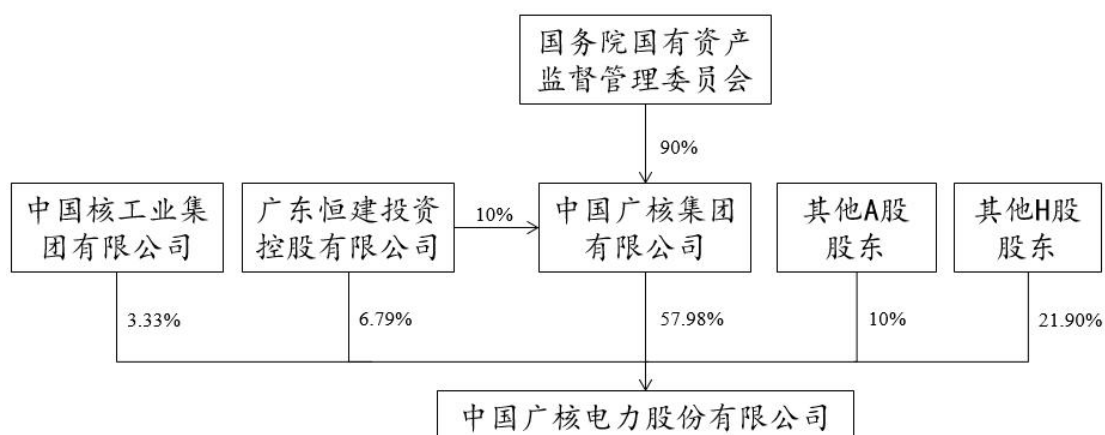 国务院国有资产
监督管理委员会
90%
中国核工业集
团有限公司
广东恒建投资
控股有限公司
10%
中国广核集团
有限公司
其他A股
股东
其他H股
股东
3.33%
6.79%
57.98%
10%
21.90%
中国广核电力股份有限公司